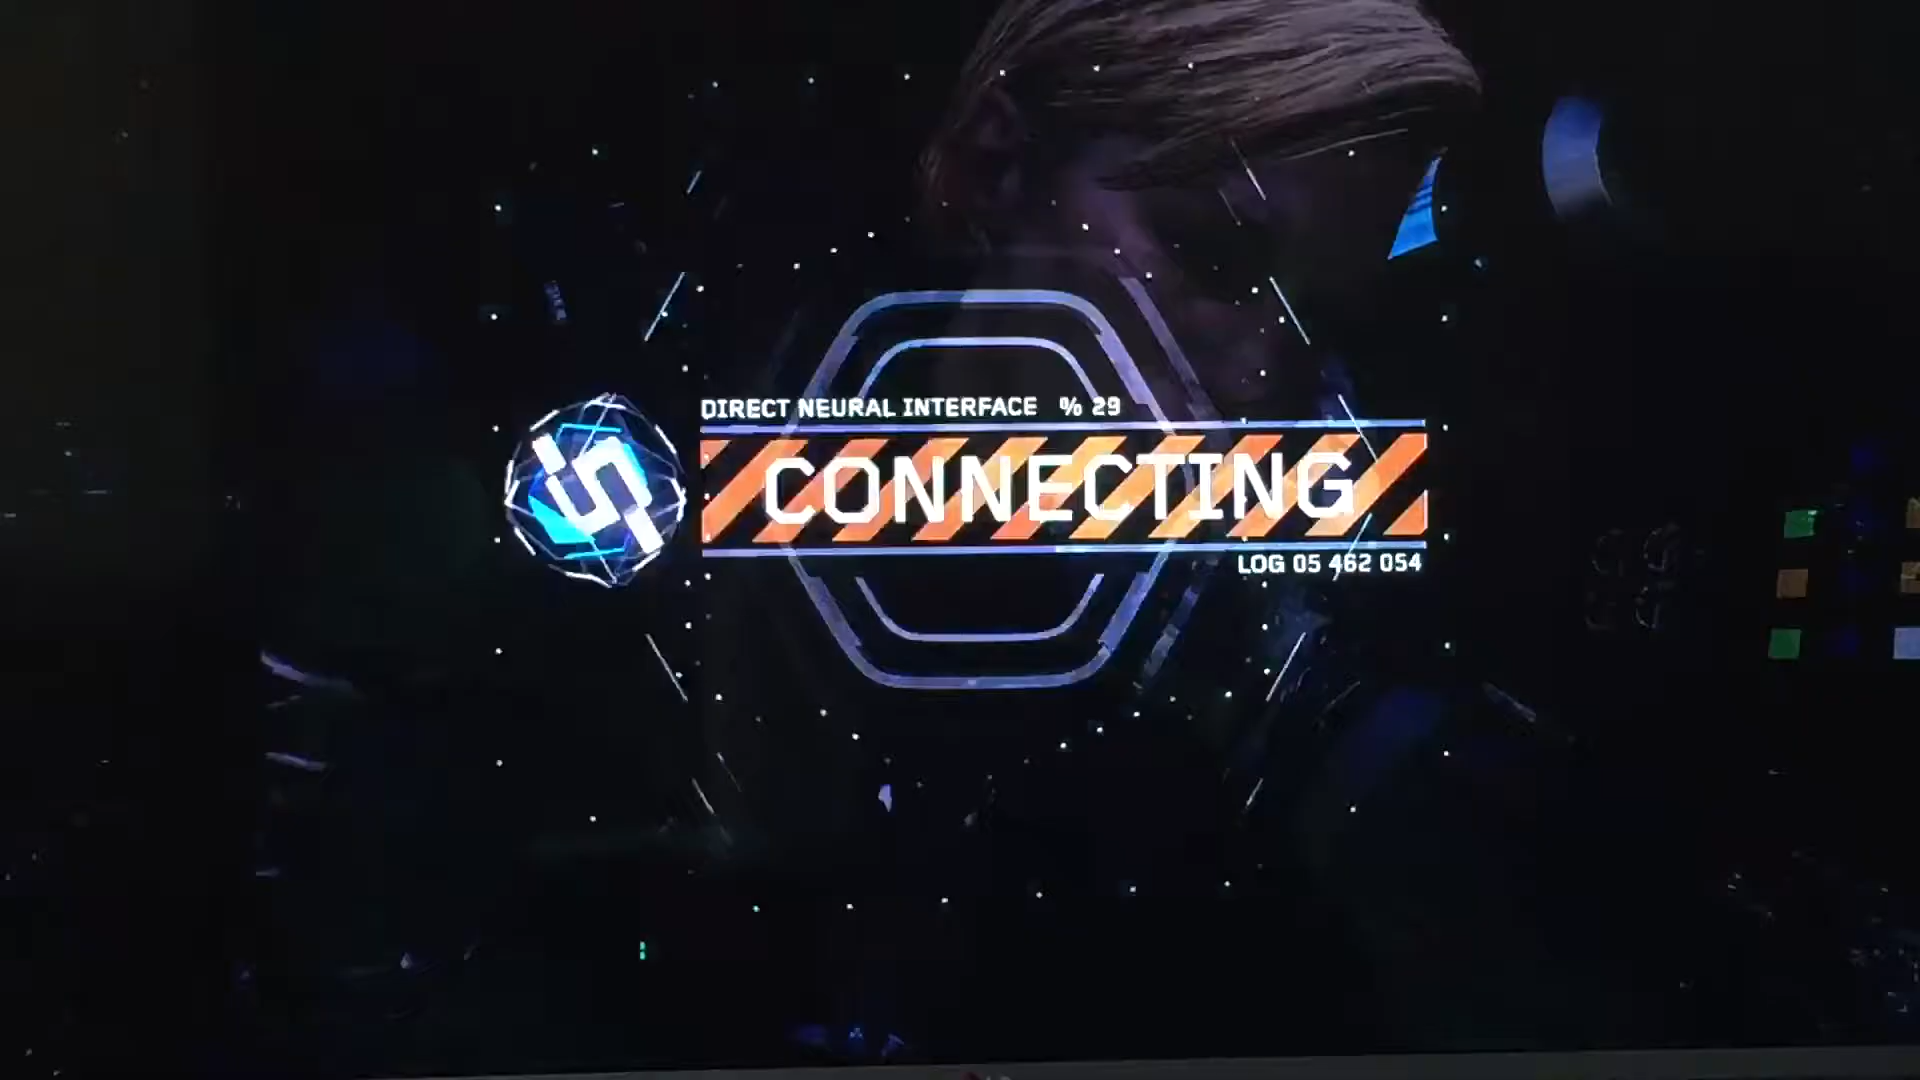 DIRECT NEURAL INTERFACE % 29
CONNECTING
LOG 05 462 054